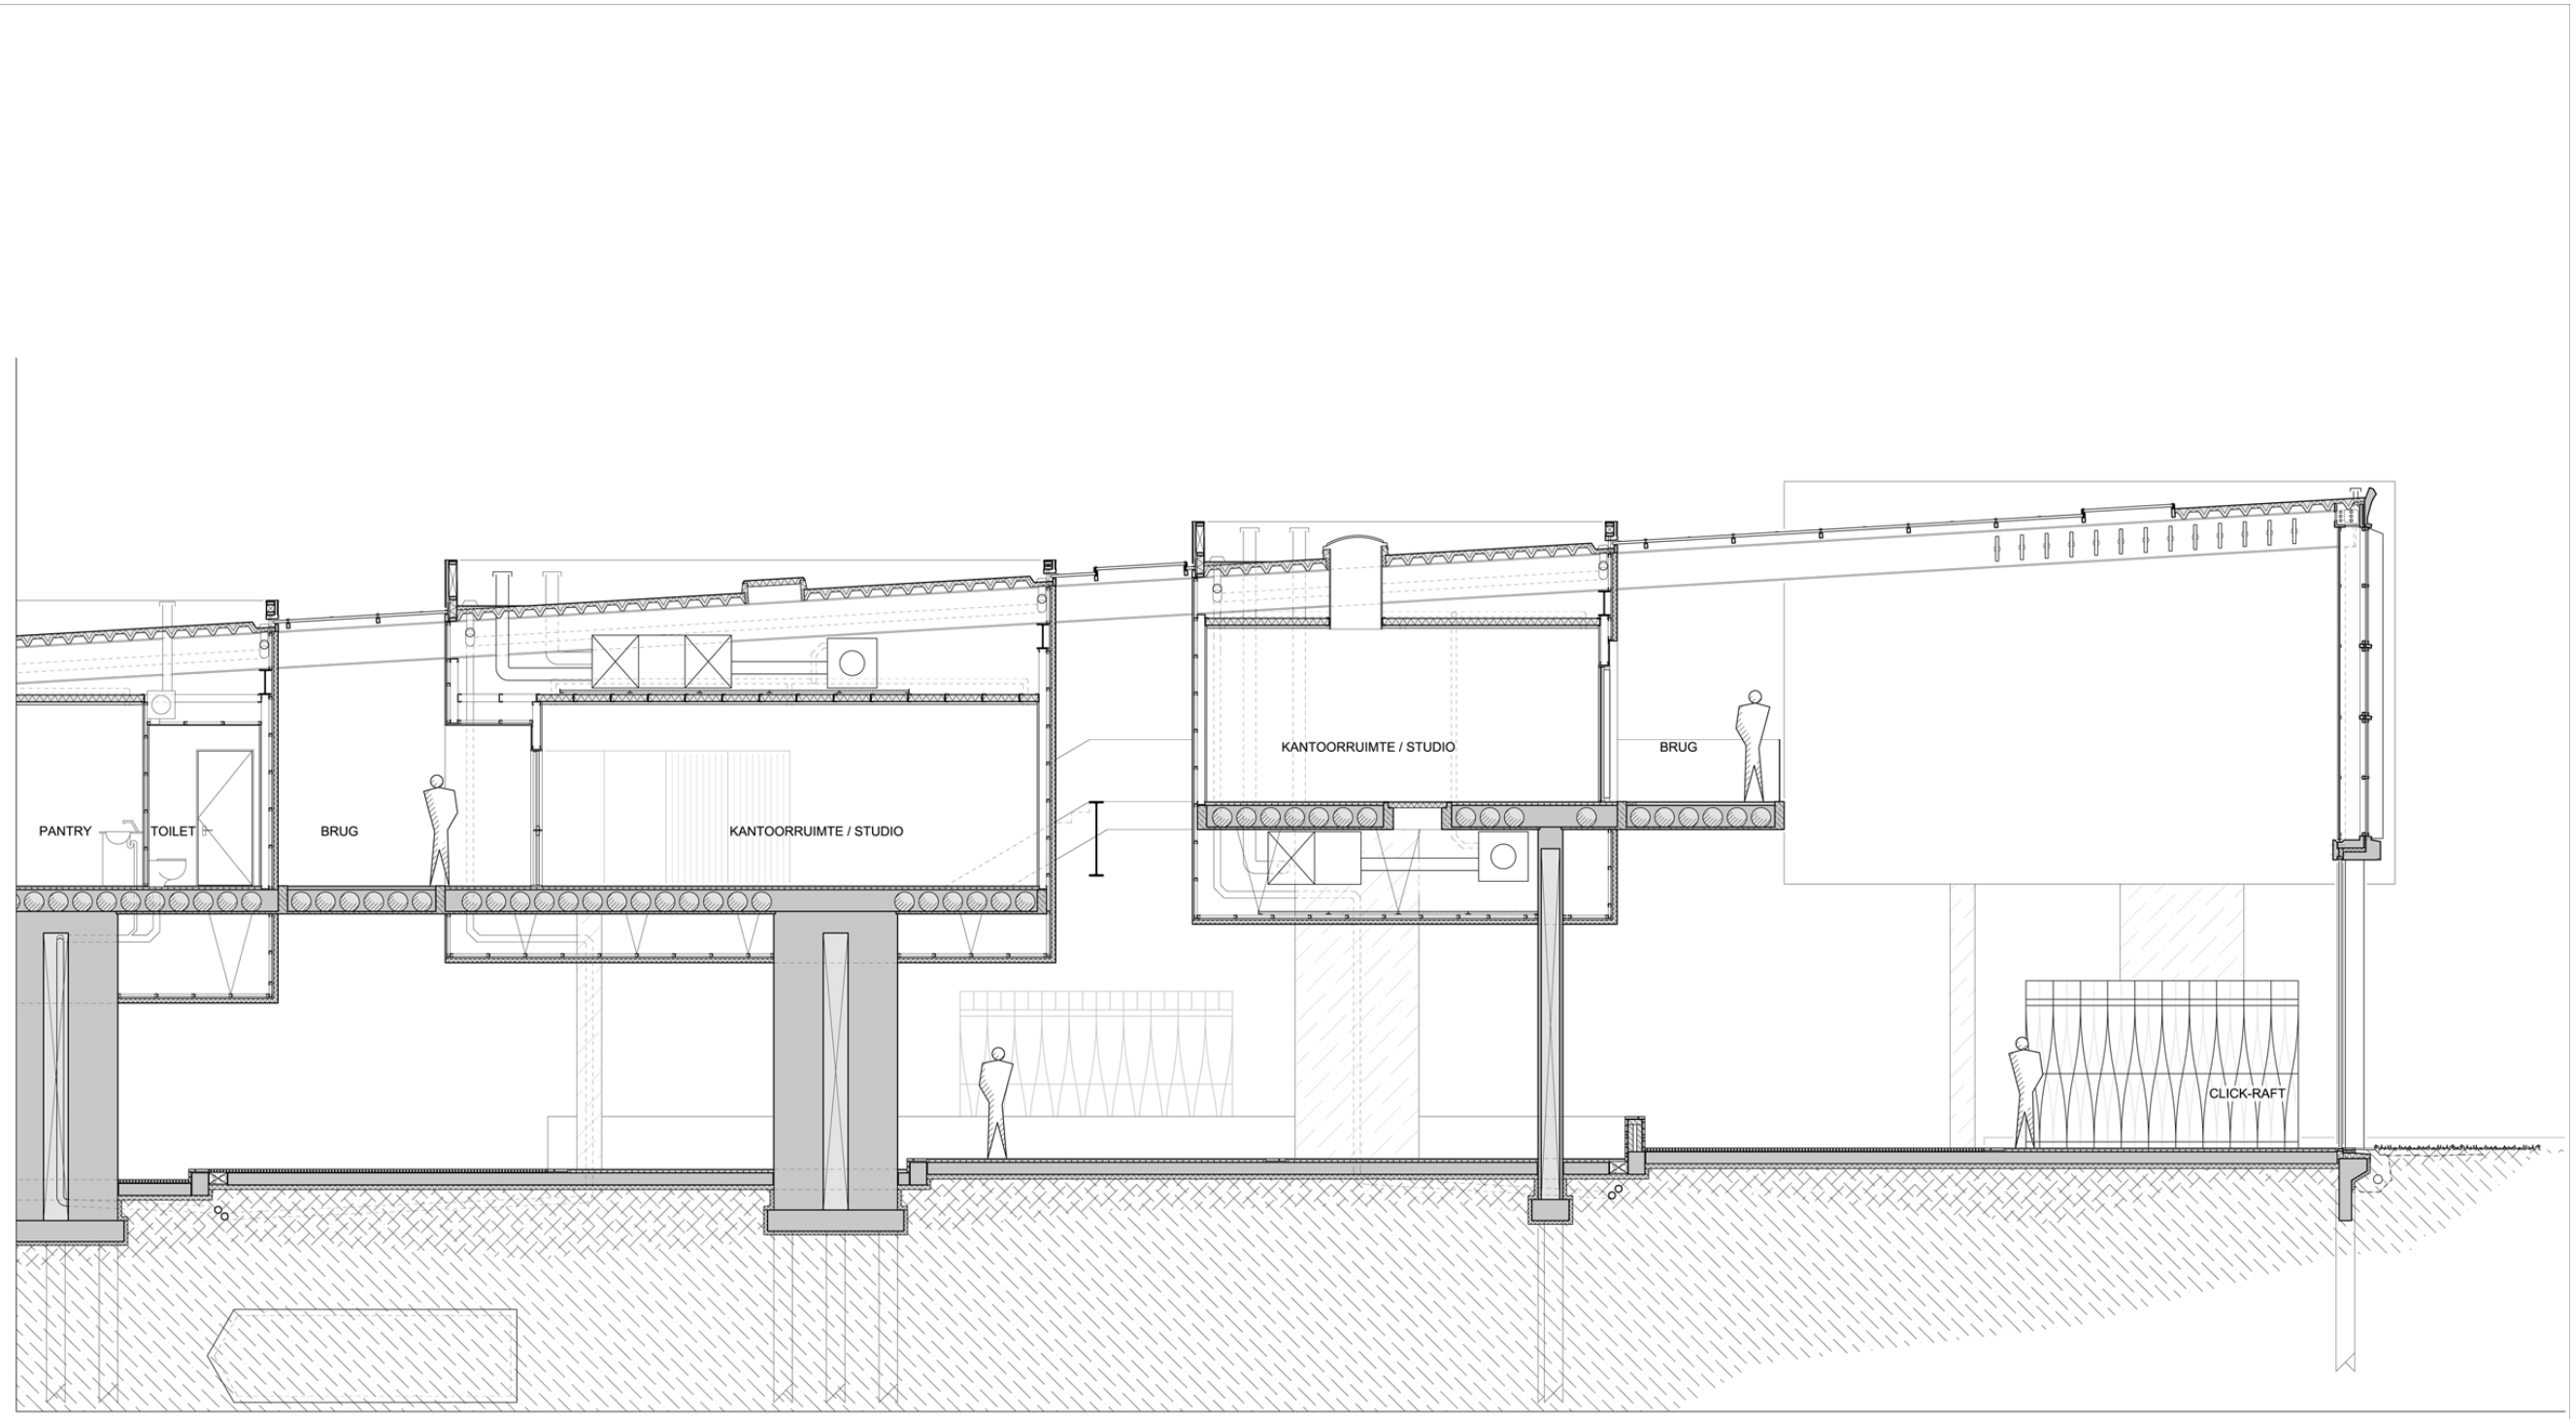 KANTOORRUIMTE / STUDIO
BRUG
PANTRY
TOILET
BRUG
KANTOORRUIMTE / STUDIO
CLICK-RAFT